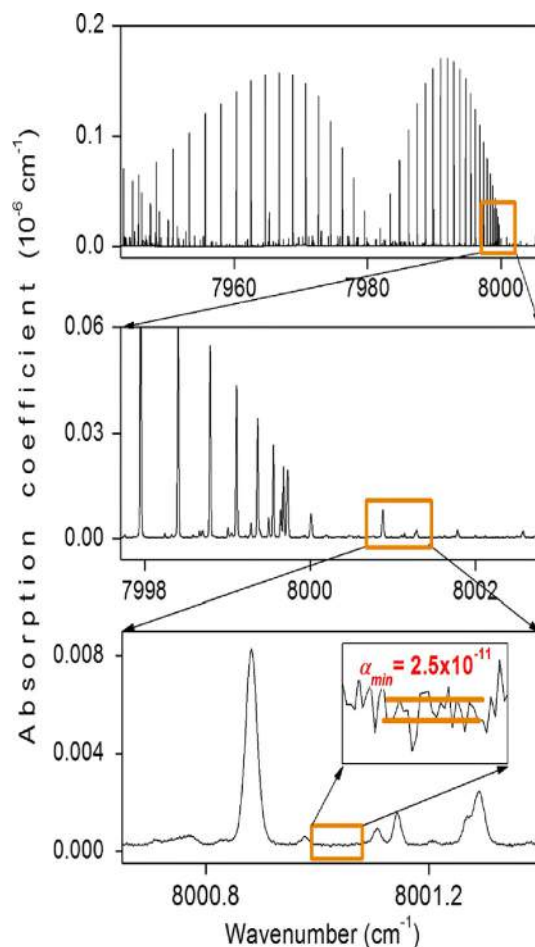 Absorption coefficient (10⁻⁶ cm⁻¹)
0.2
0.1
0.0
7960 7980 8000
0.06
0.03
0.00
7998 8000 8002
0.008
0.004
0.000
α_min = 2.5x10⁻¹¹
8000.8 8001.2
Wavenumber (cm⁻¹)